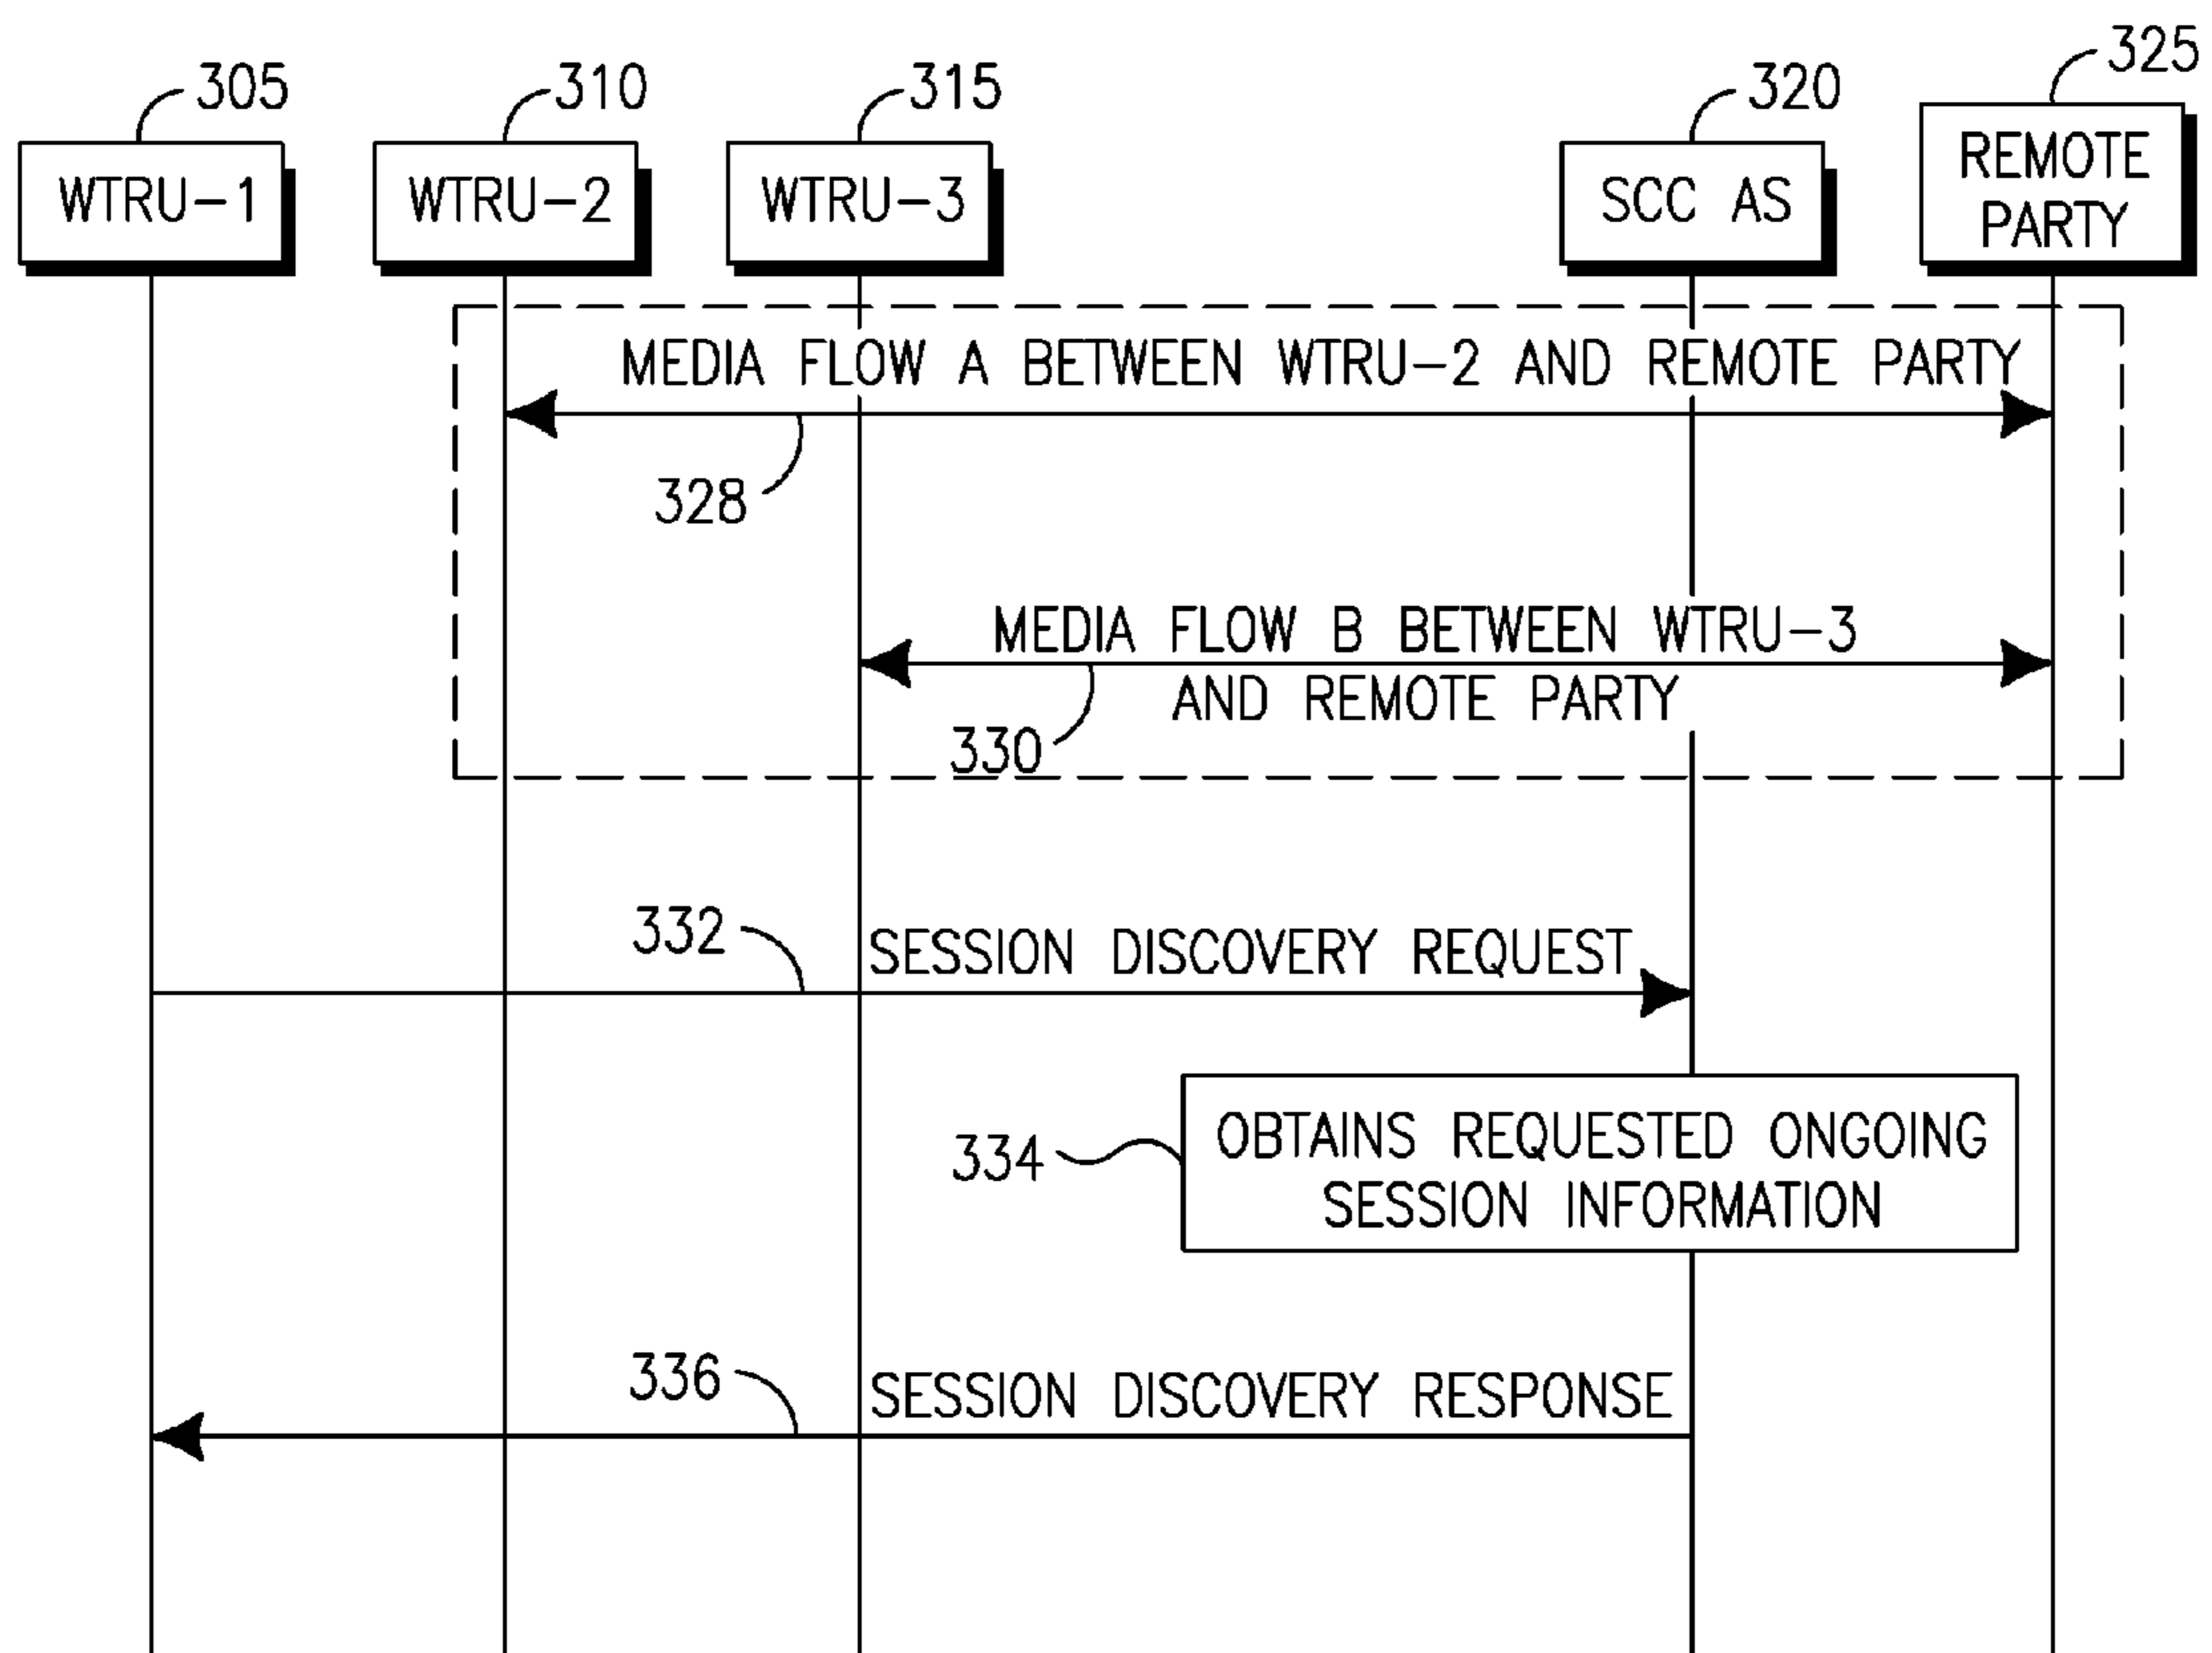 305
310
315
320
325
WTRU-1
WTRU-2
WTRU-3
SCC AS
REMOTE
PARTY
MEDIA FLOW A BETWEEN WTRU-2 AND REMOTE PARTY
328
MEDIA FLOW B BETWEEN WTRU-3
AND REMOTE PARTY
330
332
SESSION DISCOVERY REQUEST
334
OBTAINS REQUESTED ONGOING
SESSION INFORMATION
336
SESSION DISCOVERY RESPONSE